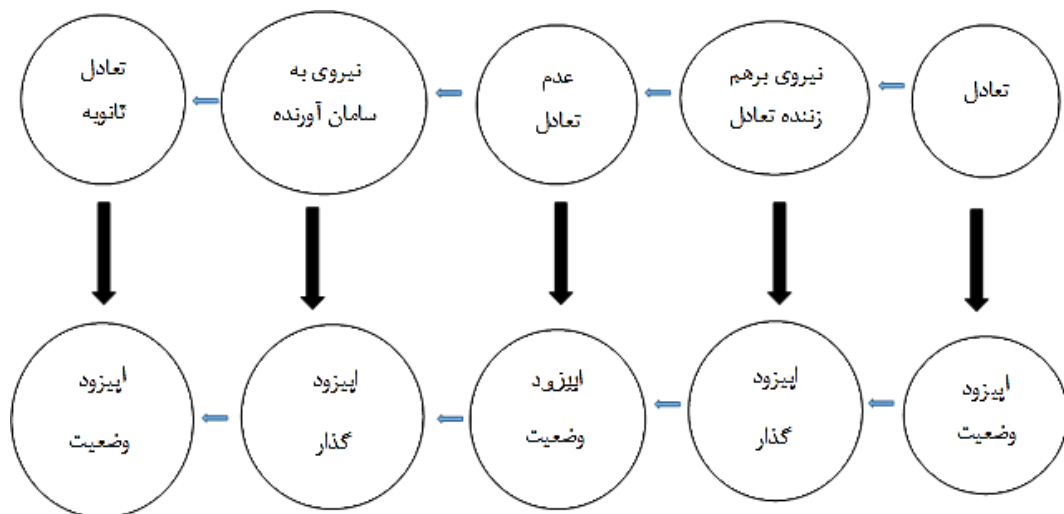 تعادل
نیروی برهم
زننده تعادل
عدم
تعادل
نیروی به
سامان آورنده
تعادل
ثانویه
اپیزود
وضعیت
اپیزود
گذار
اپیزود
وضعیت
اپیزود
گذار
اپیزود
وضعیت